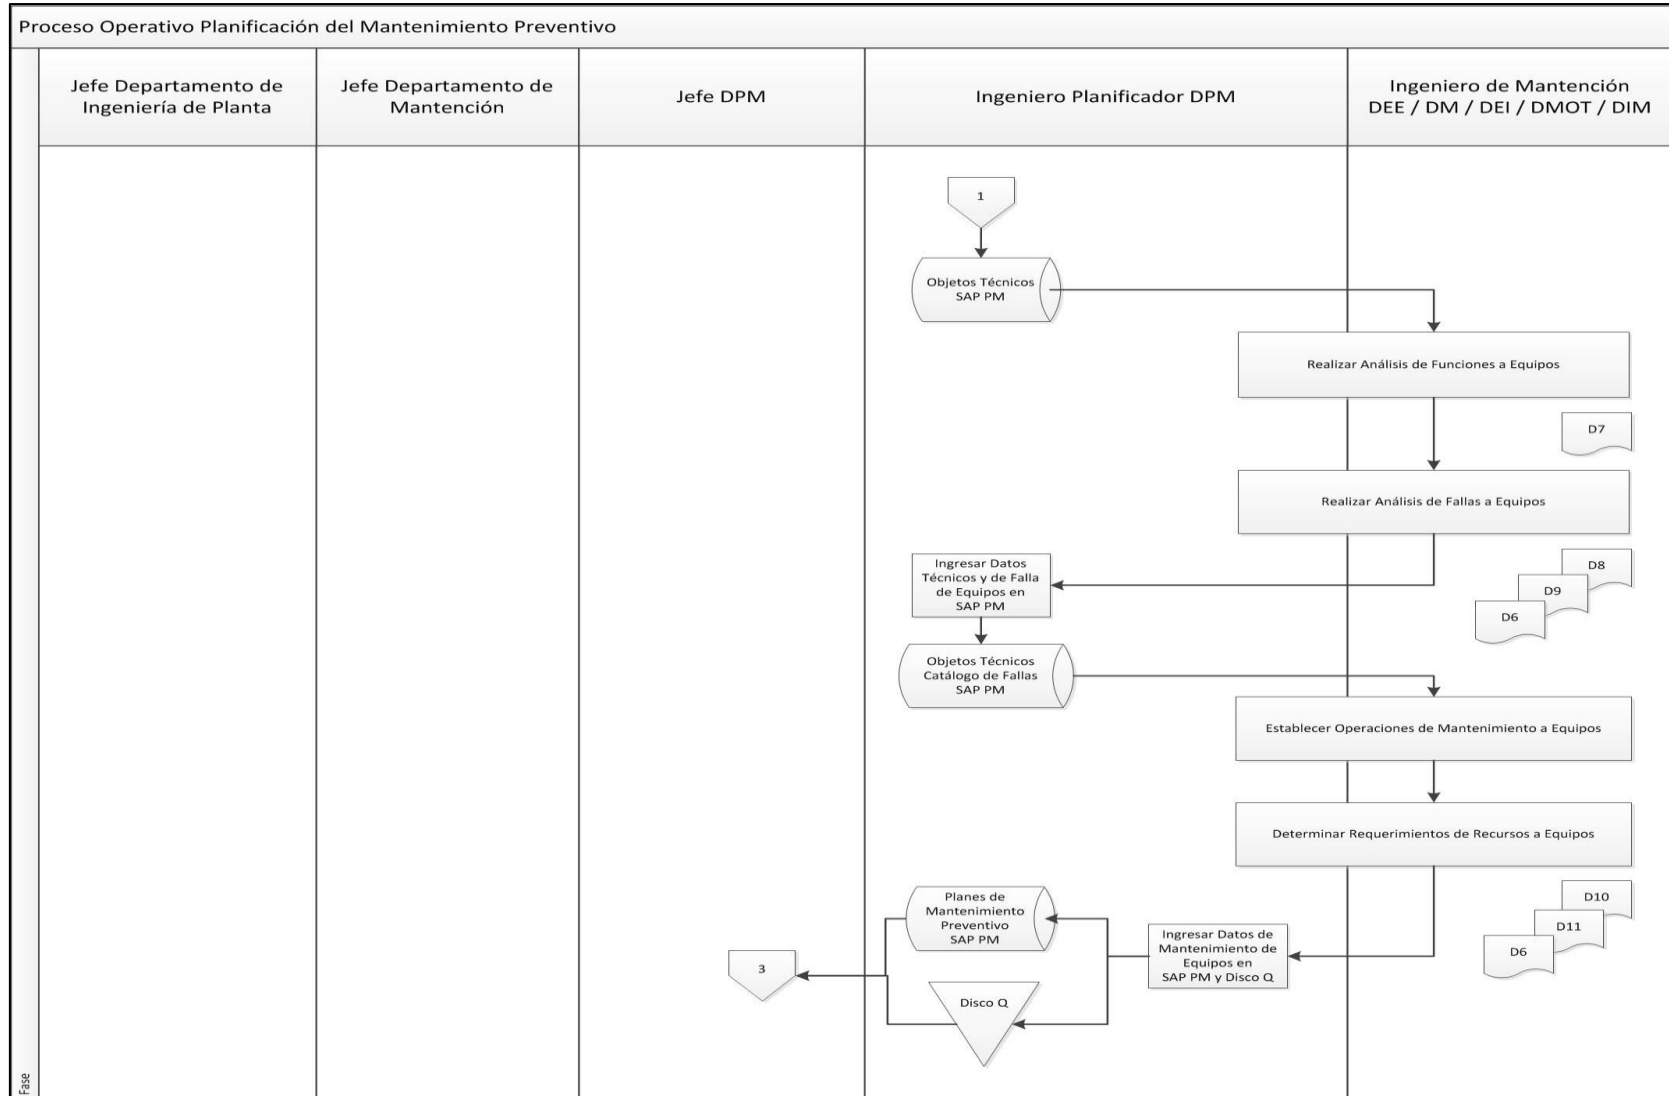 Proceso Operativo Planificación del Mantenimiento Preventivo
Jefe Departamento de
Ingeniería de Planta
Jefe Departamento de
Mantención
Jefe DPM
Ingeniero Planificador DPM
Ingeniero de Mantención
DEE / DM / DEI / DMOT / DIM
1
Objetos Técnicos
SAP PM
Realizar Análisis de Funciones a Equipos
D7
Realizar Análisis de Fallas a Equipos
Ingresar Datos
Técnicos y de Falla
de Equipos en
SAP PM
D8
D9
D6
Objetos Técnicos
Catálogo de Fallas
SAP PM
Establecer Operaciones de Mantenimiento a Equipos
Determinar Requerimientos de Recursos a Equipos
Planes de
Mantenimiento
Preventivo
SAP PM
Ingresar Datos de
Mantenimiento de
Equipos en
SAP PM y Disco Q
D10
D11
D6
3
Disco Q
Fase